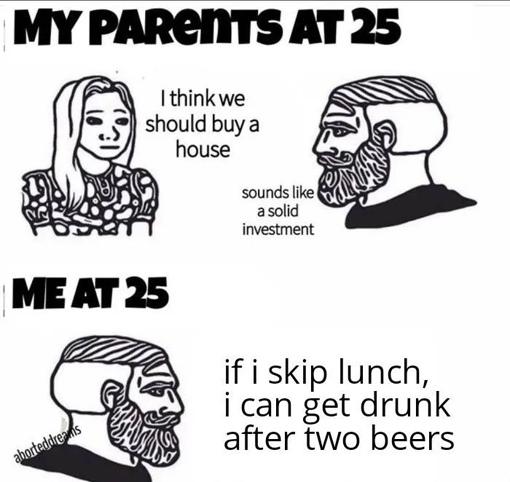 MY PARENTS AT 25
I think we
should buy a
house
sounds like
a solid
investment
ME AT 25
if i skip lunch,
i can get drunk
after two beers
aborteddreams